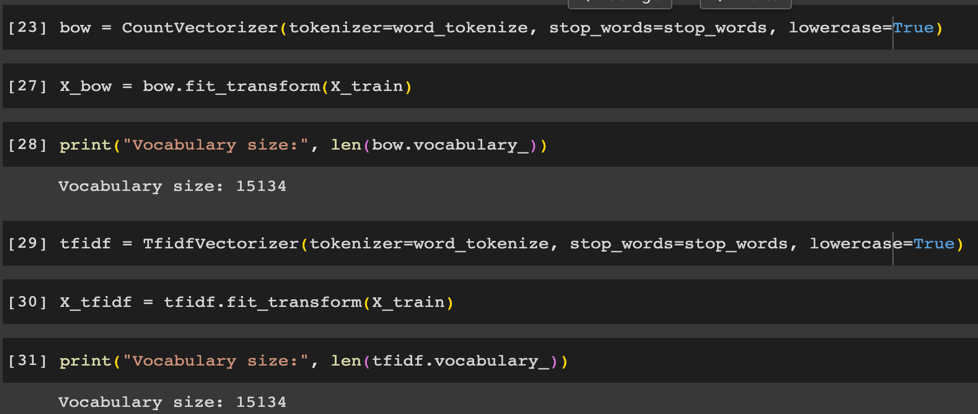 [23] bow = CountVectorizer(tokenizer=word_tokenize, stop_words=stop_words, lowercase=True)
[27] X_bow = bow.fit_transform(X_train)
[28] print("Vocabulary size:", len(bow.vocabulary_))
Vocabulary size: 15134
[29] tfidf = TfidfVectorizer(tokenizer=word_tokenize, stop_words=stop_words, lowercase=True)
[30] X_tfidf = tfidf.fit_transform(X_train)
[31] print("Vocabulary size:", len(tfidf.vocabulary_))
Vocabulary size: 15134